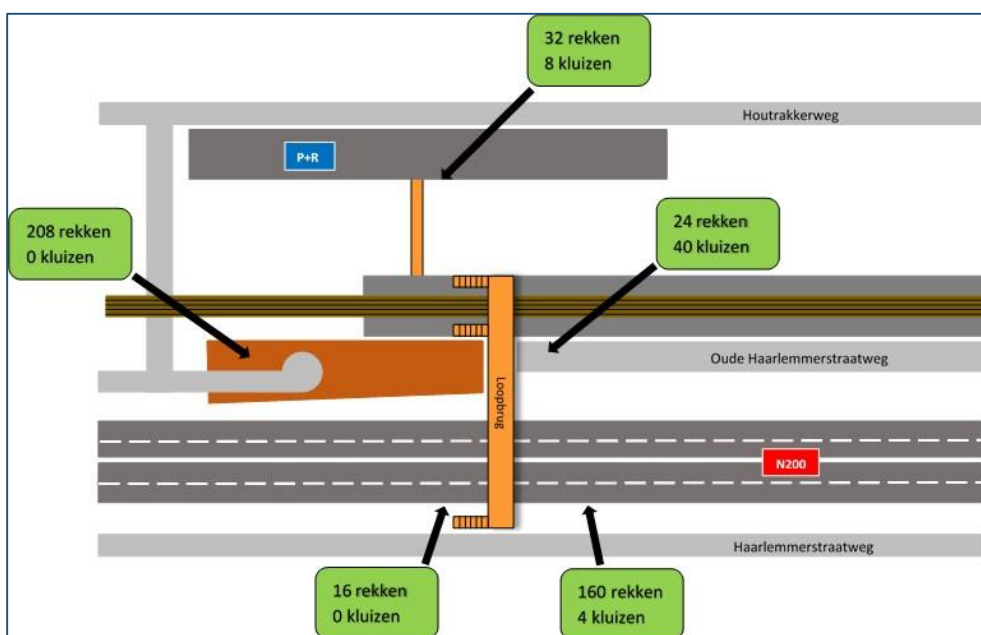 32 rekken
8 kluizen
Houtrakkerweg
P+R
208 rekken
0 kluizen
24 rekken
40 kluizen
Oude Haarlemmerstraatweg
Loopbrug
N200
Haarlemmerstraatweg
16 rekken
0 kluizen
160 rekken
4 kluizen